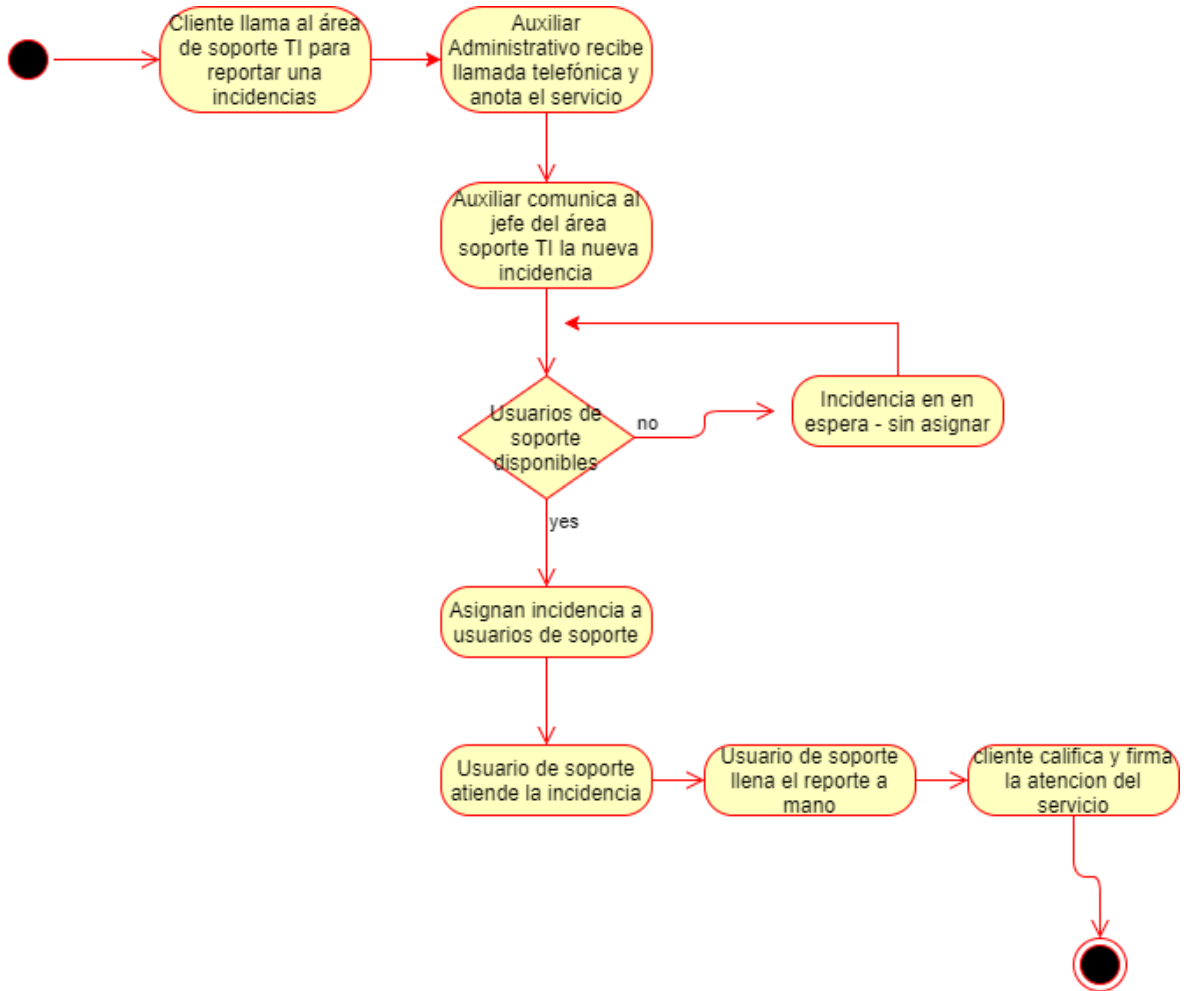 Cliente llama al área
de soporte TI para
reportar una
incidencias
Auxiliar
Administrativo recibe
llamada telefónica y
anota el servicio
Auxiliar comunica al
jefe del área
soporte TI la nueva
incidencia
Usuarios de
soporte
disponibles
no
Incidencia en en
espera - sin asignar
yes
Asignan incidencia a
usuarios de soporte
Usuario de soporte
atiende la incidencia
Usuario de soporte
llena el reporte a
mano
cliente califica y firma
la atencion del
servicio